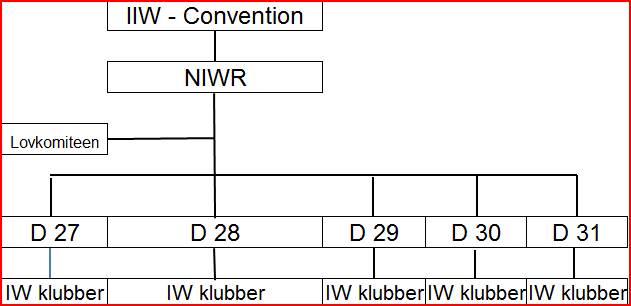 IIW - Convention
NIWR
Lovkomiteen
D 27 D 28 D 29 D 30 D 31
IW klubber IW klubber IW klubber IW klubber IW klubber